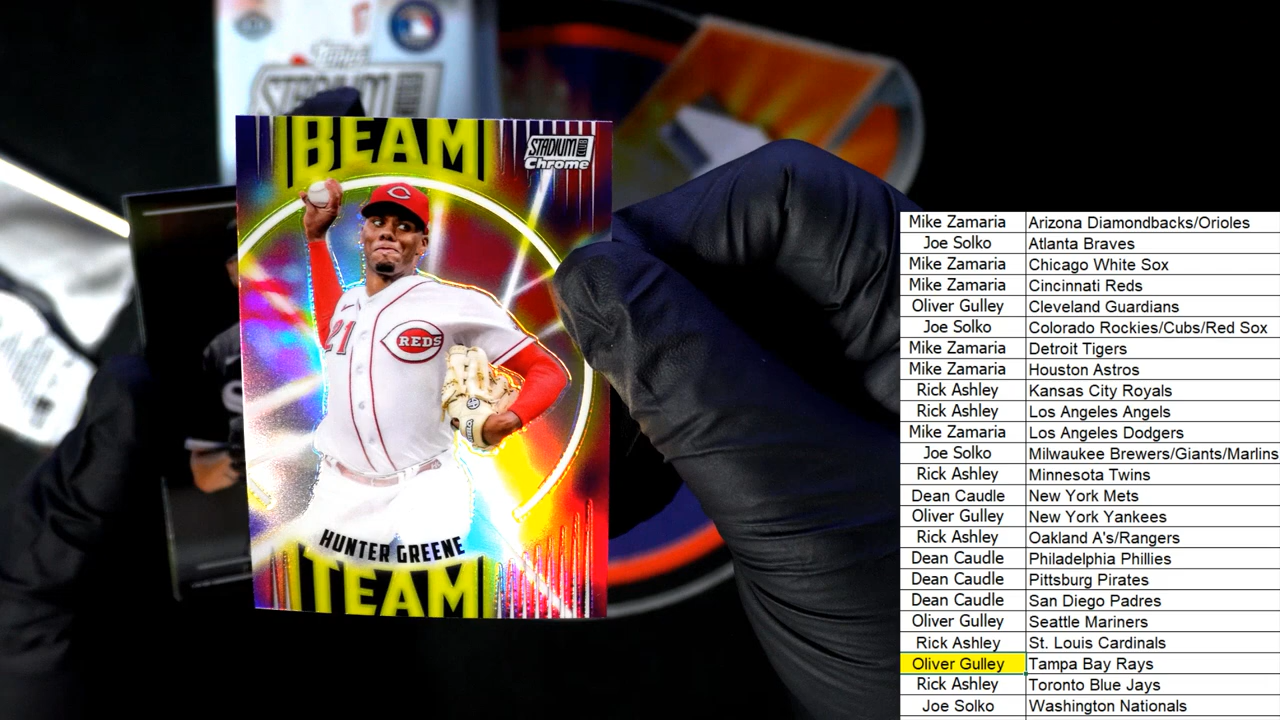 Topps
STADIUM
BEAM
STADIUM CLUB
Chrome
21
REDS
HUNTER GREENE
TEAM
Mike Zamaria Arizona Diamondbacks/Orioles
Joe Solko Atlanta Braves
Mike Zamaria Chicago White Sox
Mike Zamaria Cincinnati Reds
Oliver Gulley Cleveland Guardians
Joe Solko Colorado Rockies/Cubs/Red Sox
Mike Zamaria Detroit Tigers
Mike Zamaria Houston Astros
Rick Ashley Kansas City Royals
Rick Ashley Los Angeles Angels
Mike Zamaria Los Angeles Dodgers
Joe Solko Milwaukee Brewers/Giants/Marlins
Rick Ashley Minnesota Twins
Dean Caudle New York Mets
Oliver Gulley New York Yankees
Rick Ashley Oakland A's/Rangers
Dean Caudle Philadelphia Phillies
Dean Caudle Pittsburg Pirates
Dean Caudle San Diego Padres
Oliver Gulley Seattle Mariners
Rick Ashley St. Louis Cardinals
Oliver Gulley Tampa Bay Rays
Rick Ashley Toronto Blue Jays
Joe Solko Washington Nationals